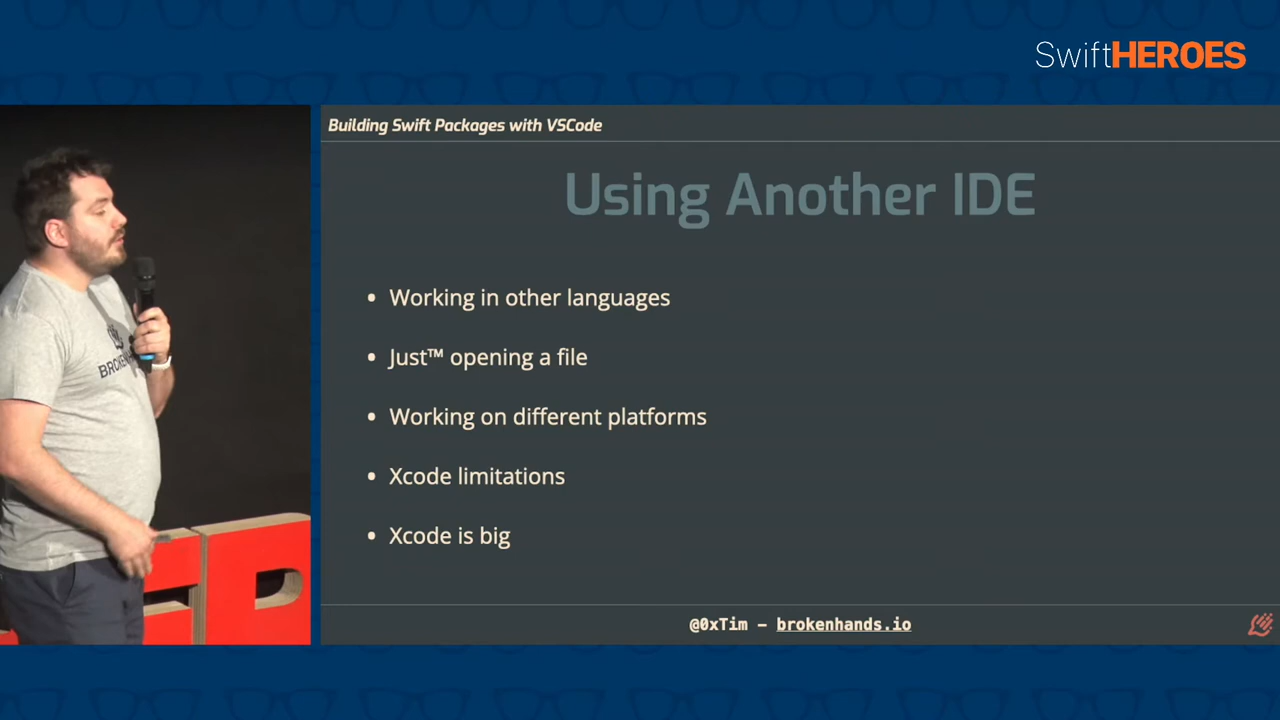 SwiftHEROES
Building Swift Packages with VSCode
Using Another IDE
• Working in other languages
• Just™ opening a file
• Working on different platforms
• Xcode limitations
• Xcode is big
@0xTim – brokenhands.io